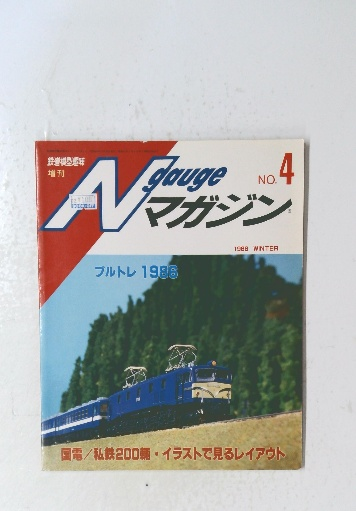 鉄道模型趣味
増刊
N gauge
マガジン
NO. 4
1986 WINTER
ブルトレ 1986
国電/私鉄200輛・イラストで見るレイアウト